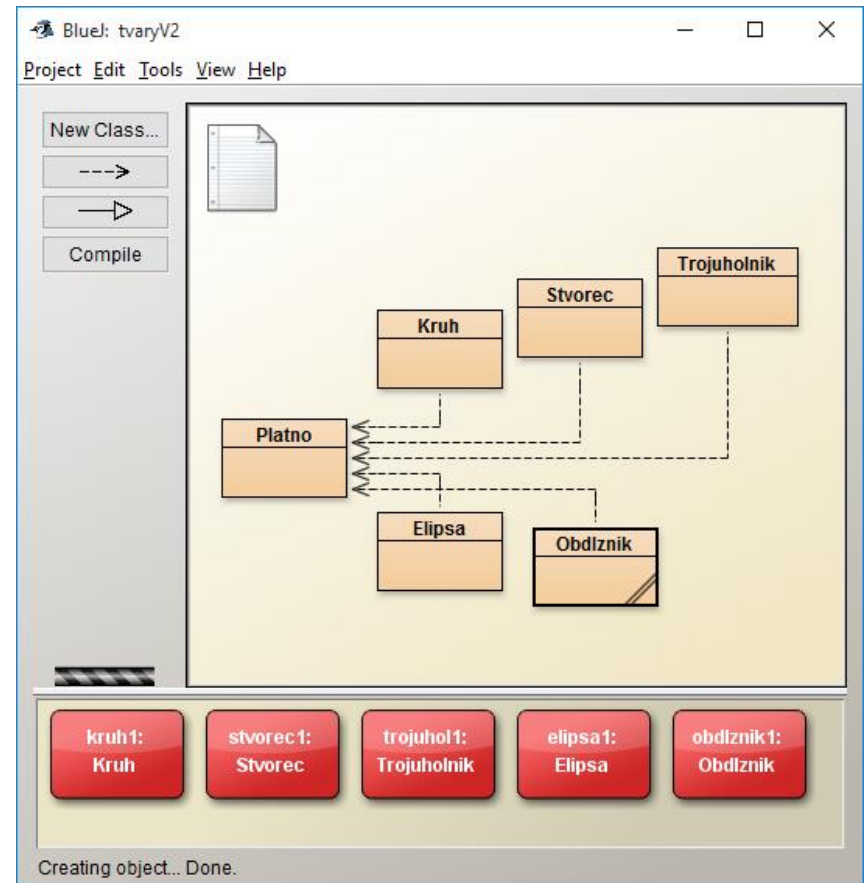 BlueJ: tvaryV2
Project Edit Tools View Help
New Class...
Compile
Trojuholnik
Stvorec
Kruh
Platno
Elipsa
Obdlznik
kruh1:
Kruh
stvorec1:
Stvorec
trojuhol1:
Trojuholnik
elipsa1:
Elipsa
obdlznik1:
Obdlznik
Creating object... Done.